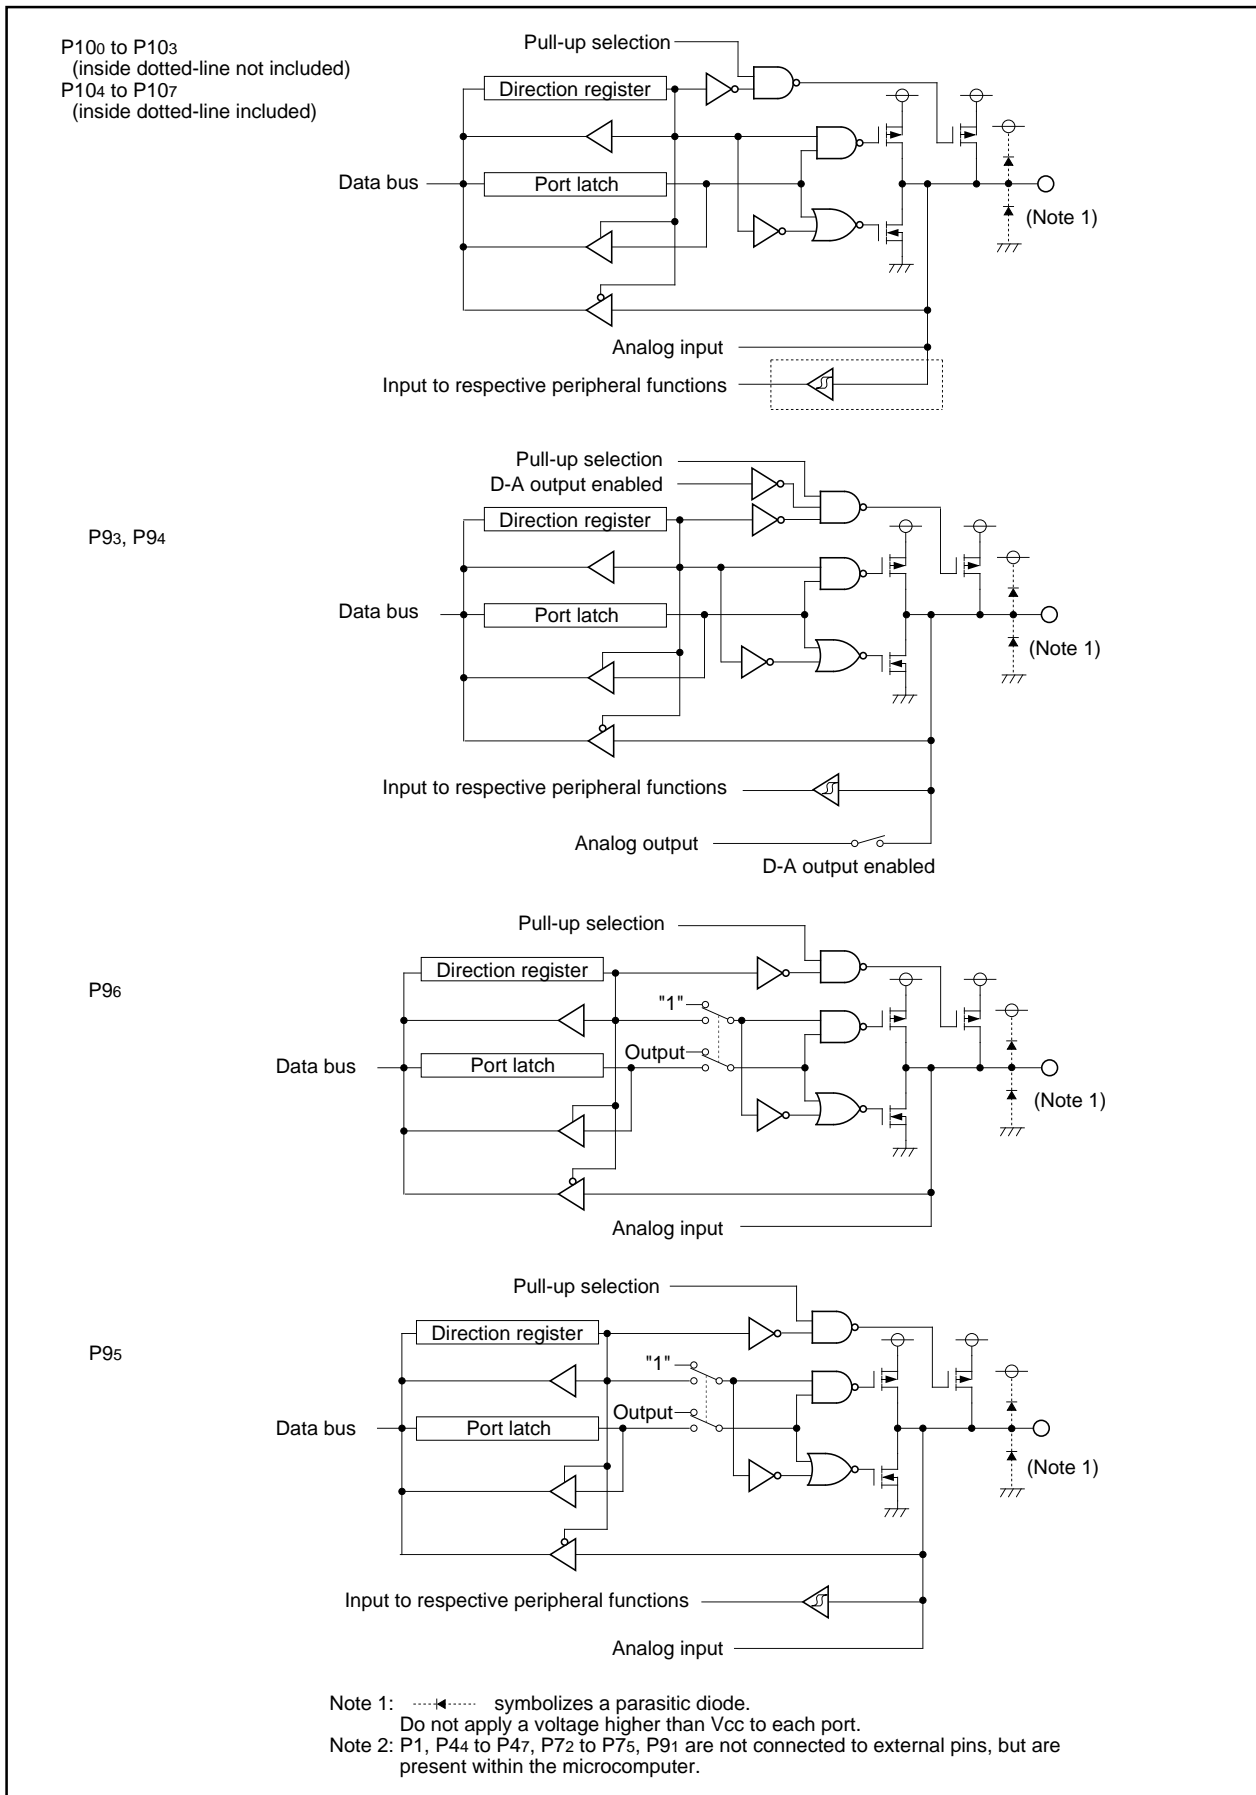 P100 to P103
(inside dotted-line not included)
P104 to P107
(inside dotted-line included)
Pull-up selection
Direction register
Data bus
Port latch
(Note 1)
Analog input
Input to respective peripheral functions
P93, P94
Pull-up selection
D-A output enabled
Direction register
Data bus
Port latch
(Note 1)
Input to respective peripheral functions
Analog output
D-A output enabled
P96
Pull-up selection
Direction register
"1"
Output
Data bus
Port latch
(Note 1)
Analog input
P95
Pull-up selection
Direction register
"1"
Output
Data bus
Port latch
(Note 1)
Input to respective peripheral functions
Analog input
Note 1: symbolizes a parasitic diode.
Do not apply a voltage higher than Vcc to each port.
Note 2: P1, P44 to P47, P72 to P75, P91 are not connected to external pins, but are
present within the microcomputer.